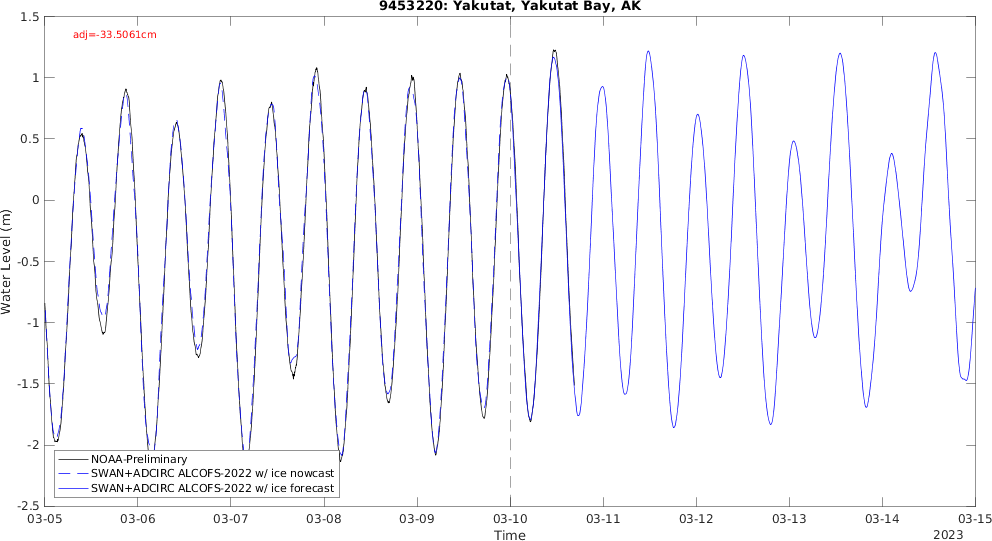 9453220: Yakutat, Yakutat Bay, AK
adj=-33.5061cm
1.5
1
0.5
0
-0.5
-1
-1.5
-2
-2.5
Water Level (m)
NOAA-Preliminary
SWAN+ADCIRC ALCOFS-2022 w/ ice nowcast
SWAN+ADCIRC ALCOFS-2022 w/ ice forecast
03-05 03-06 03-07 03-08 03-09 03-10 03-11 03-12 03-13 03-14 03-15
Time
2023